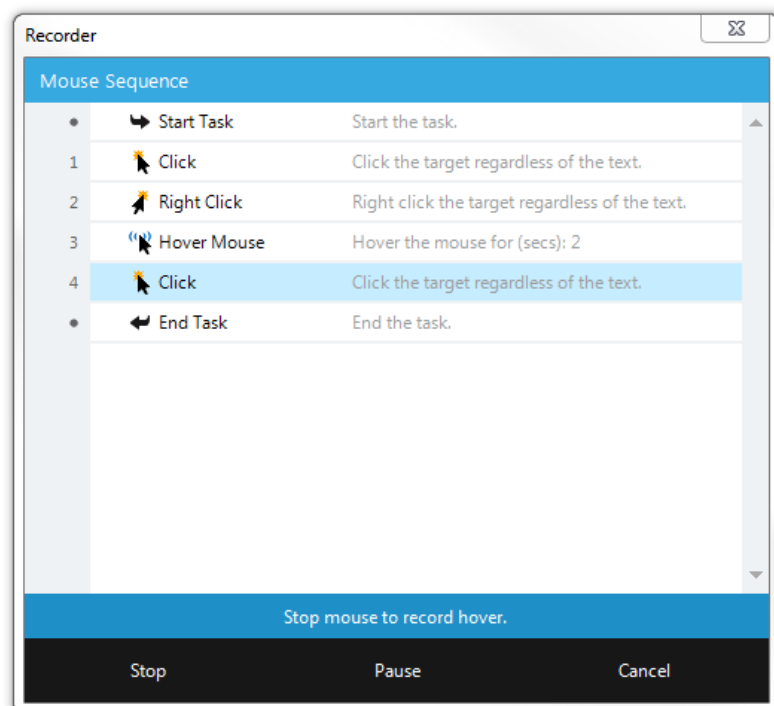 Recorder
Mouse Sequence
Start Task Start the task.
1 Click Click the target regardless of the text.
2 Right Click Right click the target regardless of the text.
3 Hover Mouse Hover the mouse for (secs): 2
4 Click Click the target regardless of the text.
End Task End the task.
Stop mouse to record hover.
Stop Pause Cancel